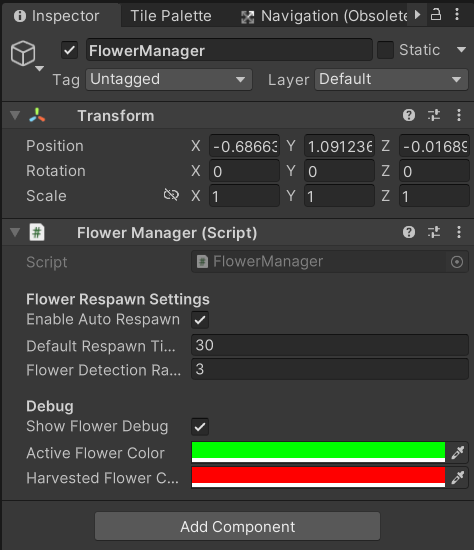 Inspector Tile Palette Navigation (Obsolete
FlowerManager Static
Tag Untagged Layer Default
Transform
Position X -0.6866 Y 1.091236 Z -0.01689
Rotation X 0 Y 0 Z 0
Scale X 1 Y 1 Z 1
# Flower Manager (Script)
Script # FlowerManager
Flower Respawn Settings
Enable Auto Respawn
Default Respawn Ti... 30
Flower Detection Ra... 3
Debug
Show Flower Debug
Active Flower Color
Harvested Flower C...
Add Component